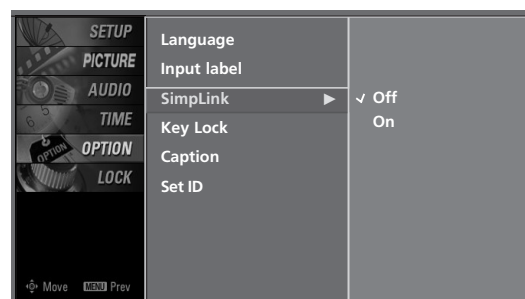 SETUP
PICTURE
AUDIO
TIME
OPTION
LOCK
Move MENU Prev
Language
Input label
SimpLink
Key Lock
Caption
Set ID
Off
On